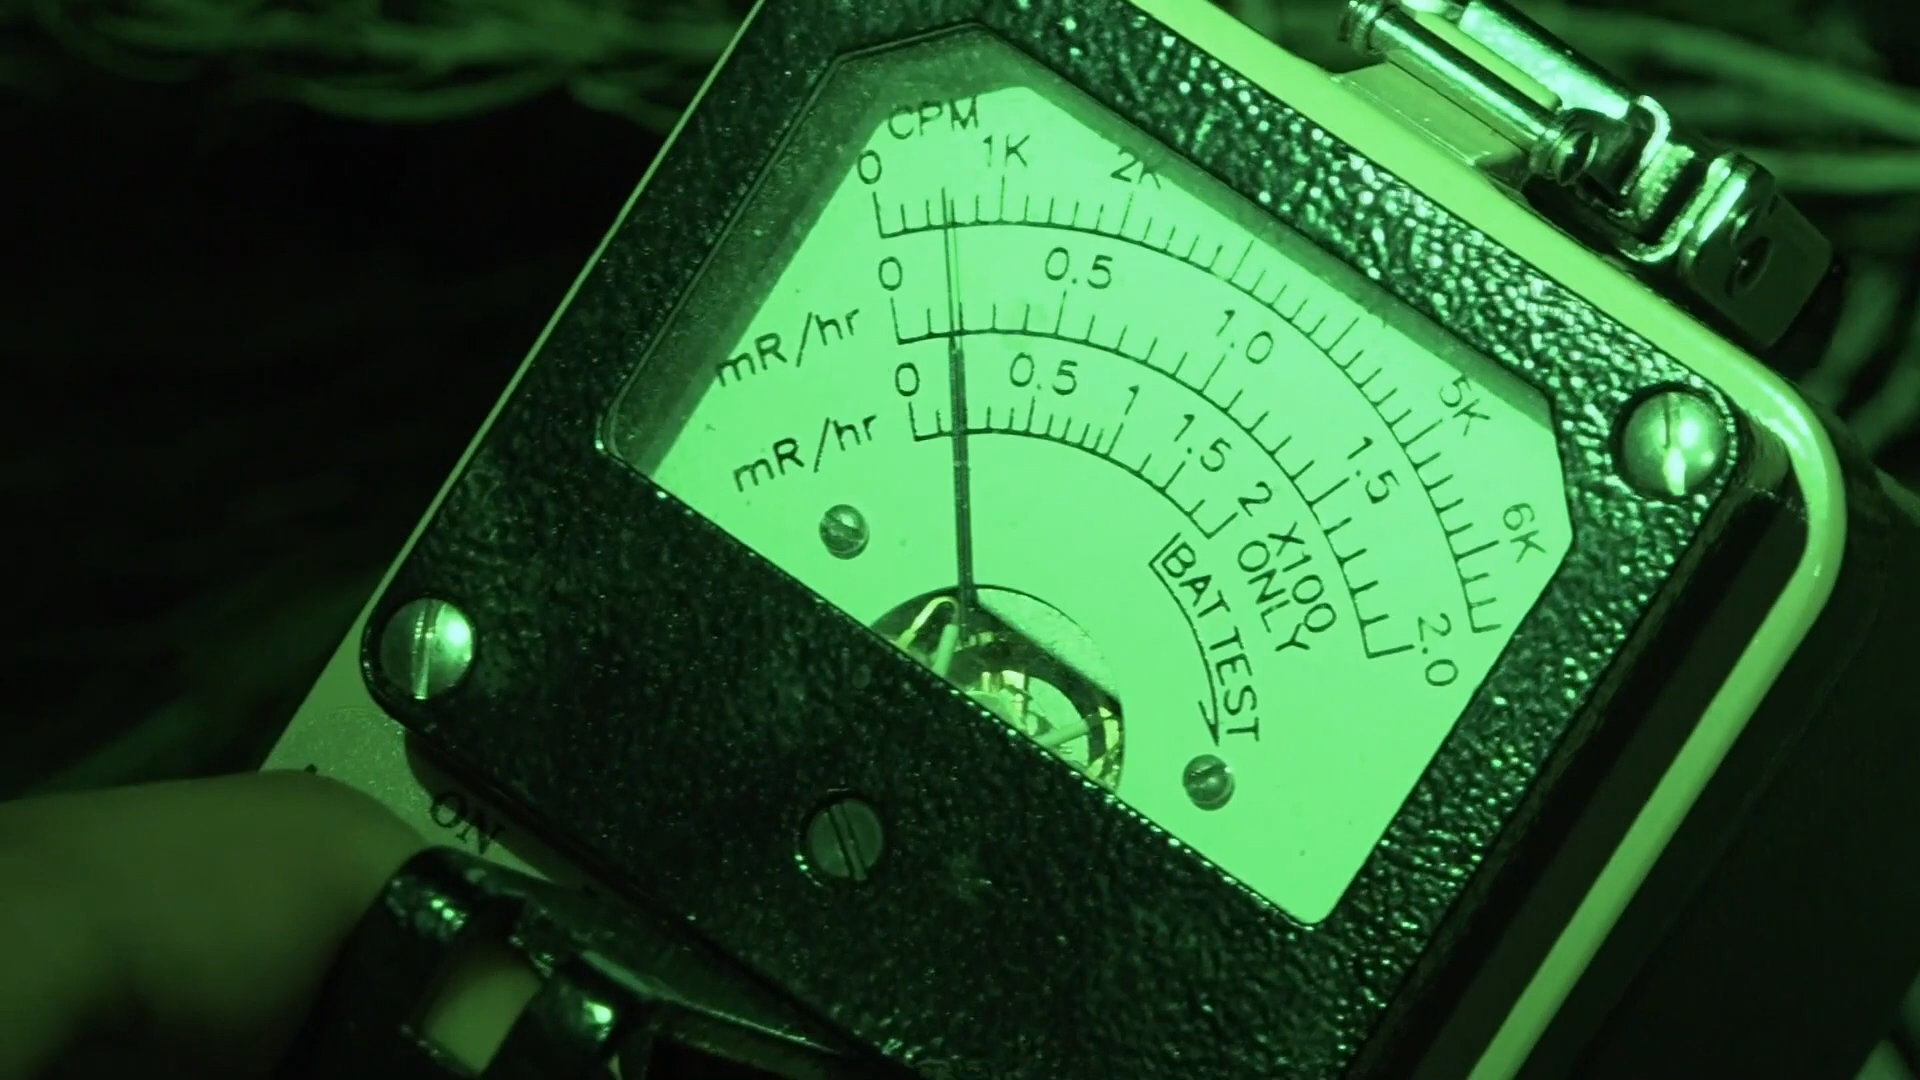 CPM
0 1K 2K 5K 6K
0 0.5 1.0 1.5 2.0
mR/hr
0 0.5 1 1.5 2 X100 ONLY
mR/hr
BAT TEST
ON